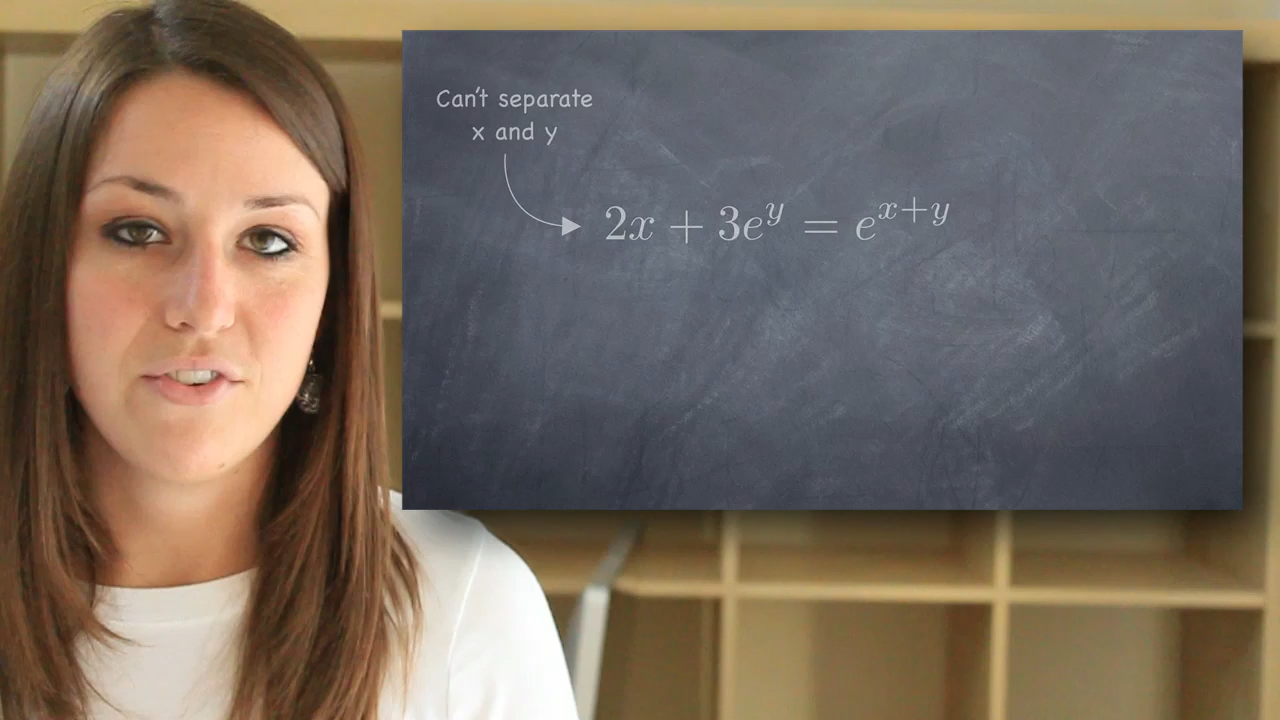 Can't separate
x and y
2x + 3e^y = e^{x+y}